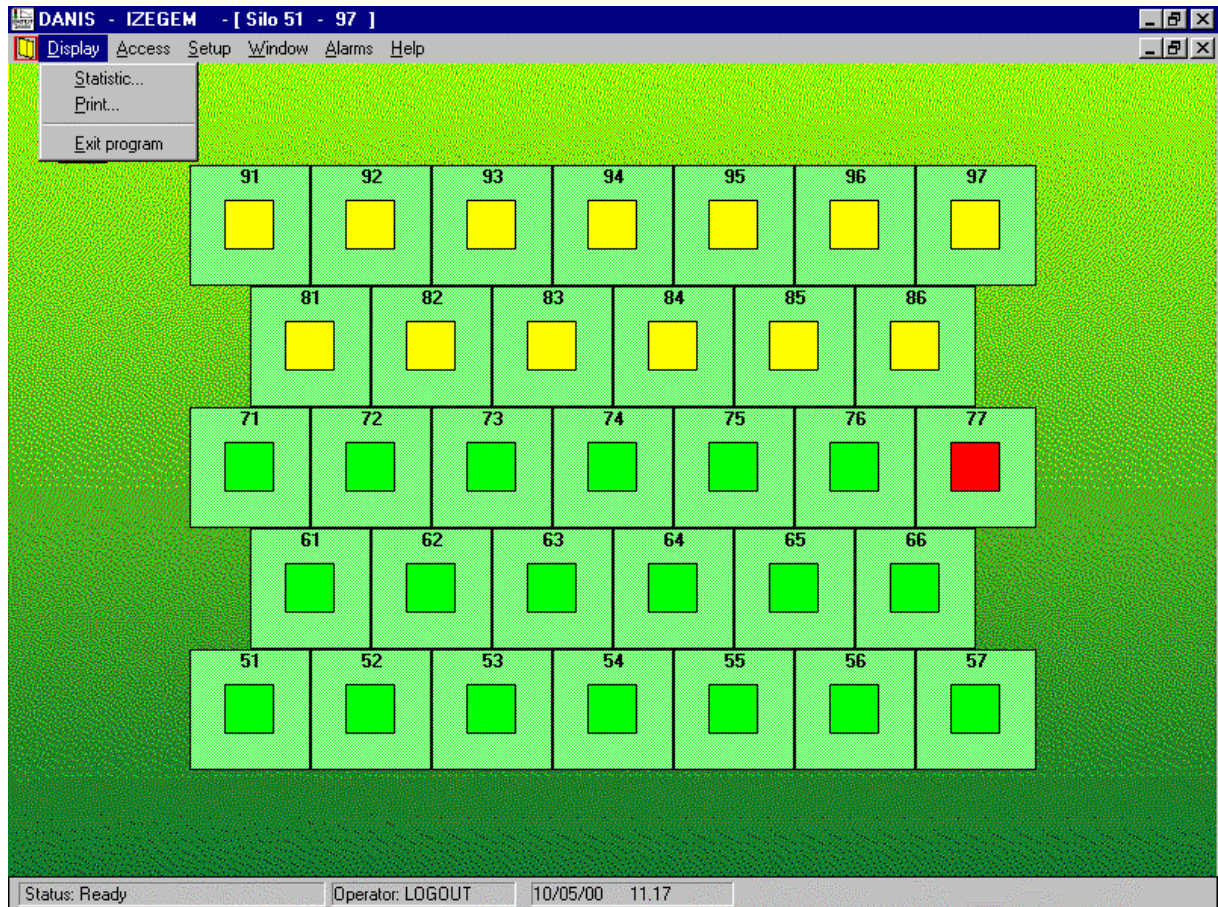 DANIS - IZEGEM - [ Silo 51 - 97 ]
Display Access Setup Window Alarms Help
Statistic...
Print...
Exit program
91 92 93 94 95 96 97
81 82 83 84 85 86
71 72 73 74 75 76 77
61 62 63 64 65 66
51 52 53 54 55 56 57
Status: Ready Operator: LOGOUT 10/05/00 11.17